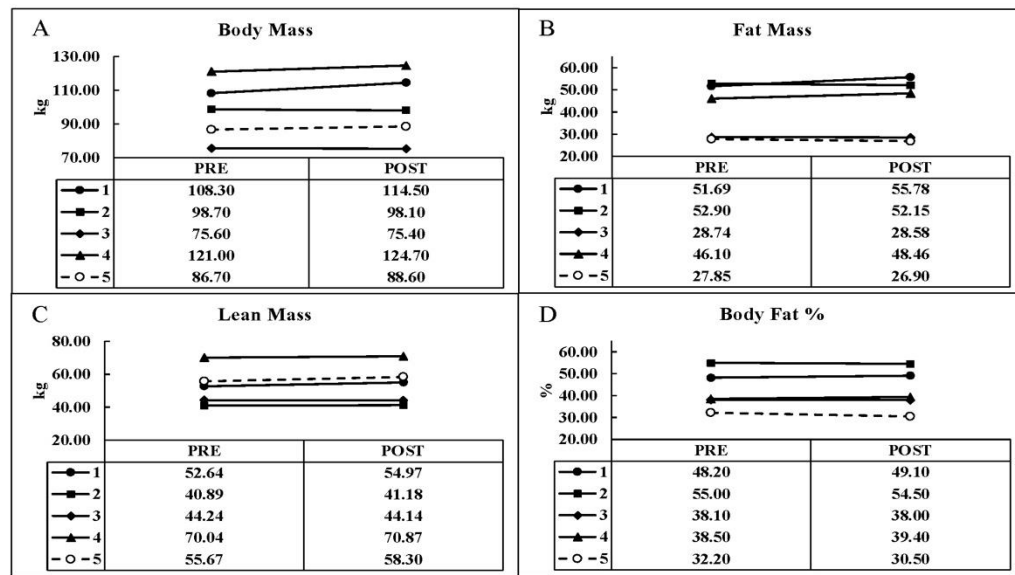 A
Body Mass
130.00
110.00
90.00
70.00
kg
PRE POST
1 108.30 114.50
2 98.70 98.10
3 75.60 75.40
4 121.00 124.70
5 86.70 88.60
B
Fat Mass
60.00
50.00
40.00
30.00
20.00
kg
PRE POST
1 51.69 55.78
2 52.90 52.15
3 28.74 28.58
4 46.10 48.46
5 27.85 26.90
C
Lean Mass
80.00
60.00
40.00
20.00
kg
PRE POST
1 52.64 54.97
2 40.89 41.18
3 44.24 44.14
4 70.04 70.87
5 55.67 58.30
D
Body Fat %
60.00
50.00
40.00
30.00
20.00
%
PRE POST
1 48.20 49.10
2 55.00 54.50
3 38.10 38.00
4 38.50 39.40
5 32.20 30.50